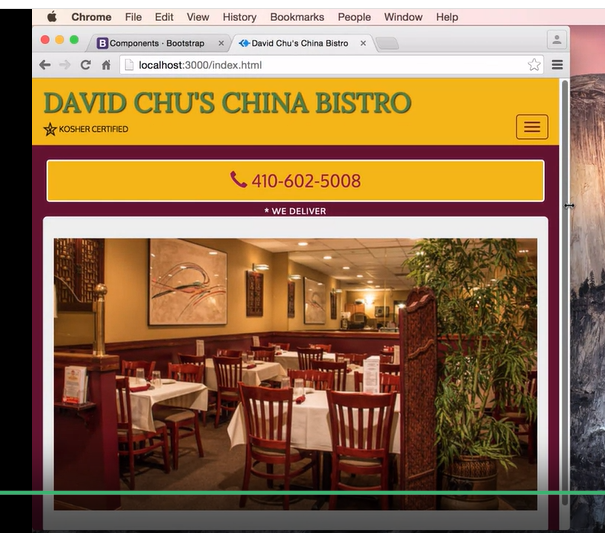 Chrome File Edit View History Bookmarks People Window Help
Components · Bootstrap × David Chu's China Bistro ×
localhost:3000/index.html
DAVID CHU'S CHINA BISTRO
KOSHER CERTIFIED
410-602-5008
* WE DELIVER